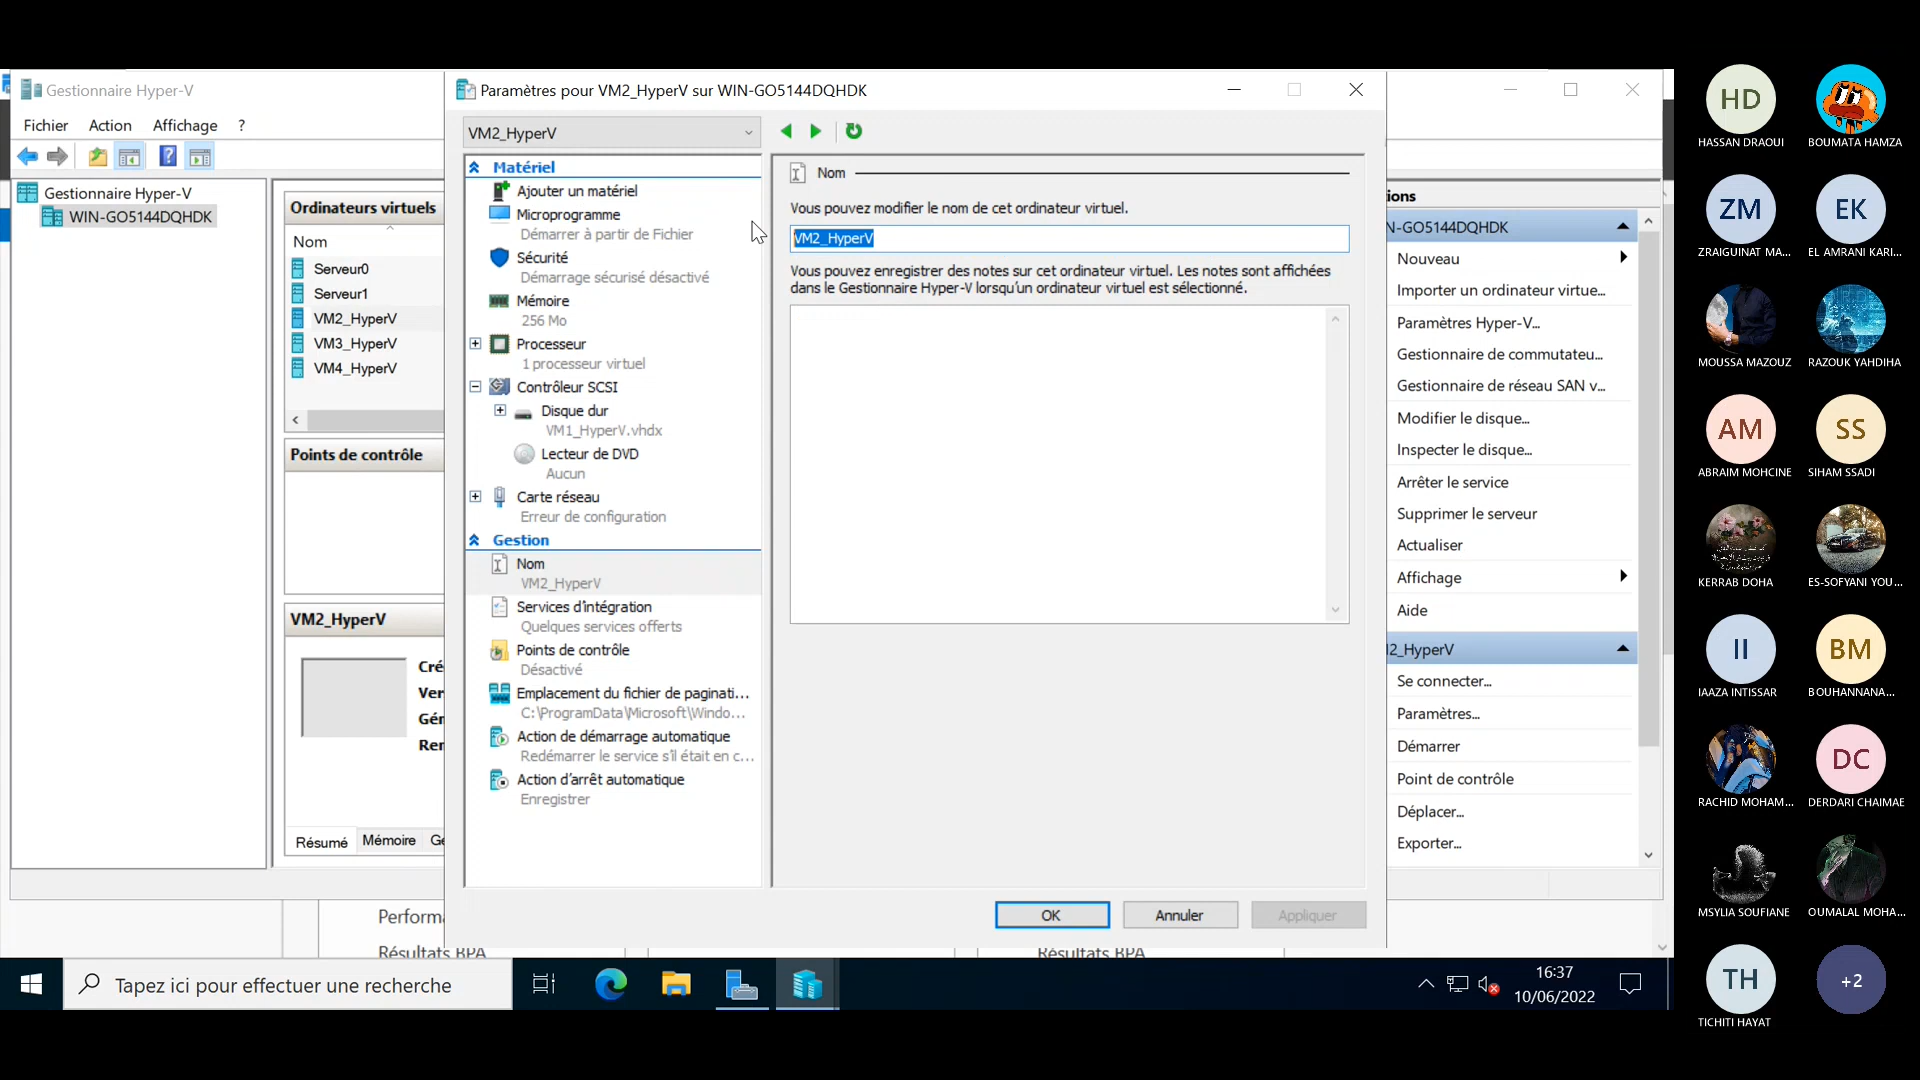 Gestionnaire Hyper-V
Fichier Action Affichage ?
Gestionnaire Hyper-V
WIN-GO5144DQHDK
Ordinateurs virtuels
Nom
Serveur0
Serveur1
VM2_HyperV
VM3_HyperV
VM4_HyperV
Points de contrôle
VM2_HyperV
Cré
Ver
Gén
Rer
Résumé Mémoire Ge
Paramètres pour VM2_HyperV sur WIN-GO5144DQHDK
VM2_HyperV
Matériel
Ajouter un matériel
Microprogramme
Démarrer à partir de Fichier
Sécurité
Démarrage sécurisé désactivé
Mémoire
256 Mo
Processeur
1 processeur virtuel
Contrôleur SCSI
Disque dur
VM1_HyperV.vhdx
Lecteur de DVD
Aucun
Carte réseau
Erreur de configuration
Gestion
Nom
VM2_HyperV
Services d'intégration
Quelques services offerts
Points de contrôle
Désactivé
Emplacement du fichier de paginati...
C:\ProgramData\Microsoft\Windo...
Action de démarrage automatique
Redémarrer le service s'il était en c...
Action d'arrêt automatique
Enregistrer
Nom
Vous pouvez modifier le nom de cet ordinateur virtuel.
VM2_HyperV
Vous pouvez enregistrer des notes sur cet ordinateur virtuel. Les notes sont affichées
dans le Gestionnaire Hyper-V lorsqu'un ordinateur virtuel est sélectionné.
OK Annuler Appliquer
ions
N-GO5144DQHDK
Nouveau
Importer un ordinateur virtue...
Paramètres Hyper-V...
Gestionnaire de commutateu...
Gestionnaire de réseau SAN v...
Modifier le disque...
Inspecter le disque...
Arrêter le service
Supprimer le serveur
Actualiser
Affichage
Aide
12_HyperV
Se connecter...
Paramètres...
Démarrer
Point de contrôle
Déplacer...
Exporter...
Performa
Résultats BPA
Résultats BPA
Tapez ici pour effectuer une recherche
16:37
10/06/2022
HD
HASSAN DRAOUI
BOUMATA HAMZA
ZM
ZRAIGUINAT MA...
EK
EL AMRANI KARI...
MOUSSA MAZOUZ
RAZOUK YAHDIHA
AM
ABRAIM MOHCINE
SS
SIHAM SSADI
KERRAB DOHA
ES-SOFYANI YOU...
II
IAAZA INTISSAR
BM
BOUHANNANA...
RACHID MOHAM...
DC
DERDARI CHAIMAE
MSYLIA SOUFIANE
OUMALAL MOHA...
TH
TICHITI HAYAT
+2